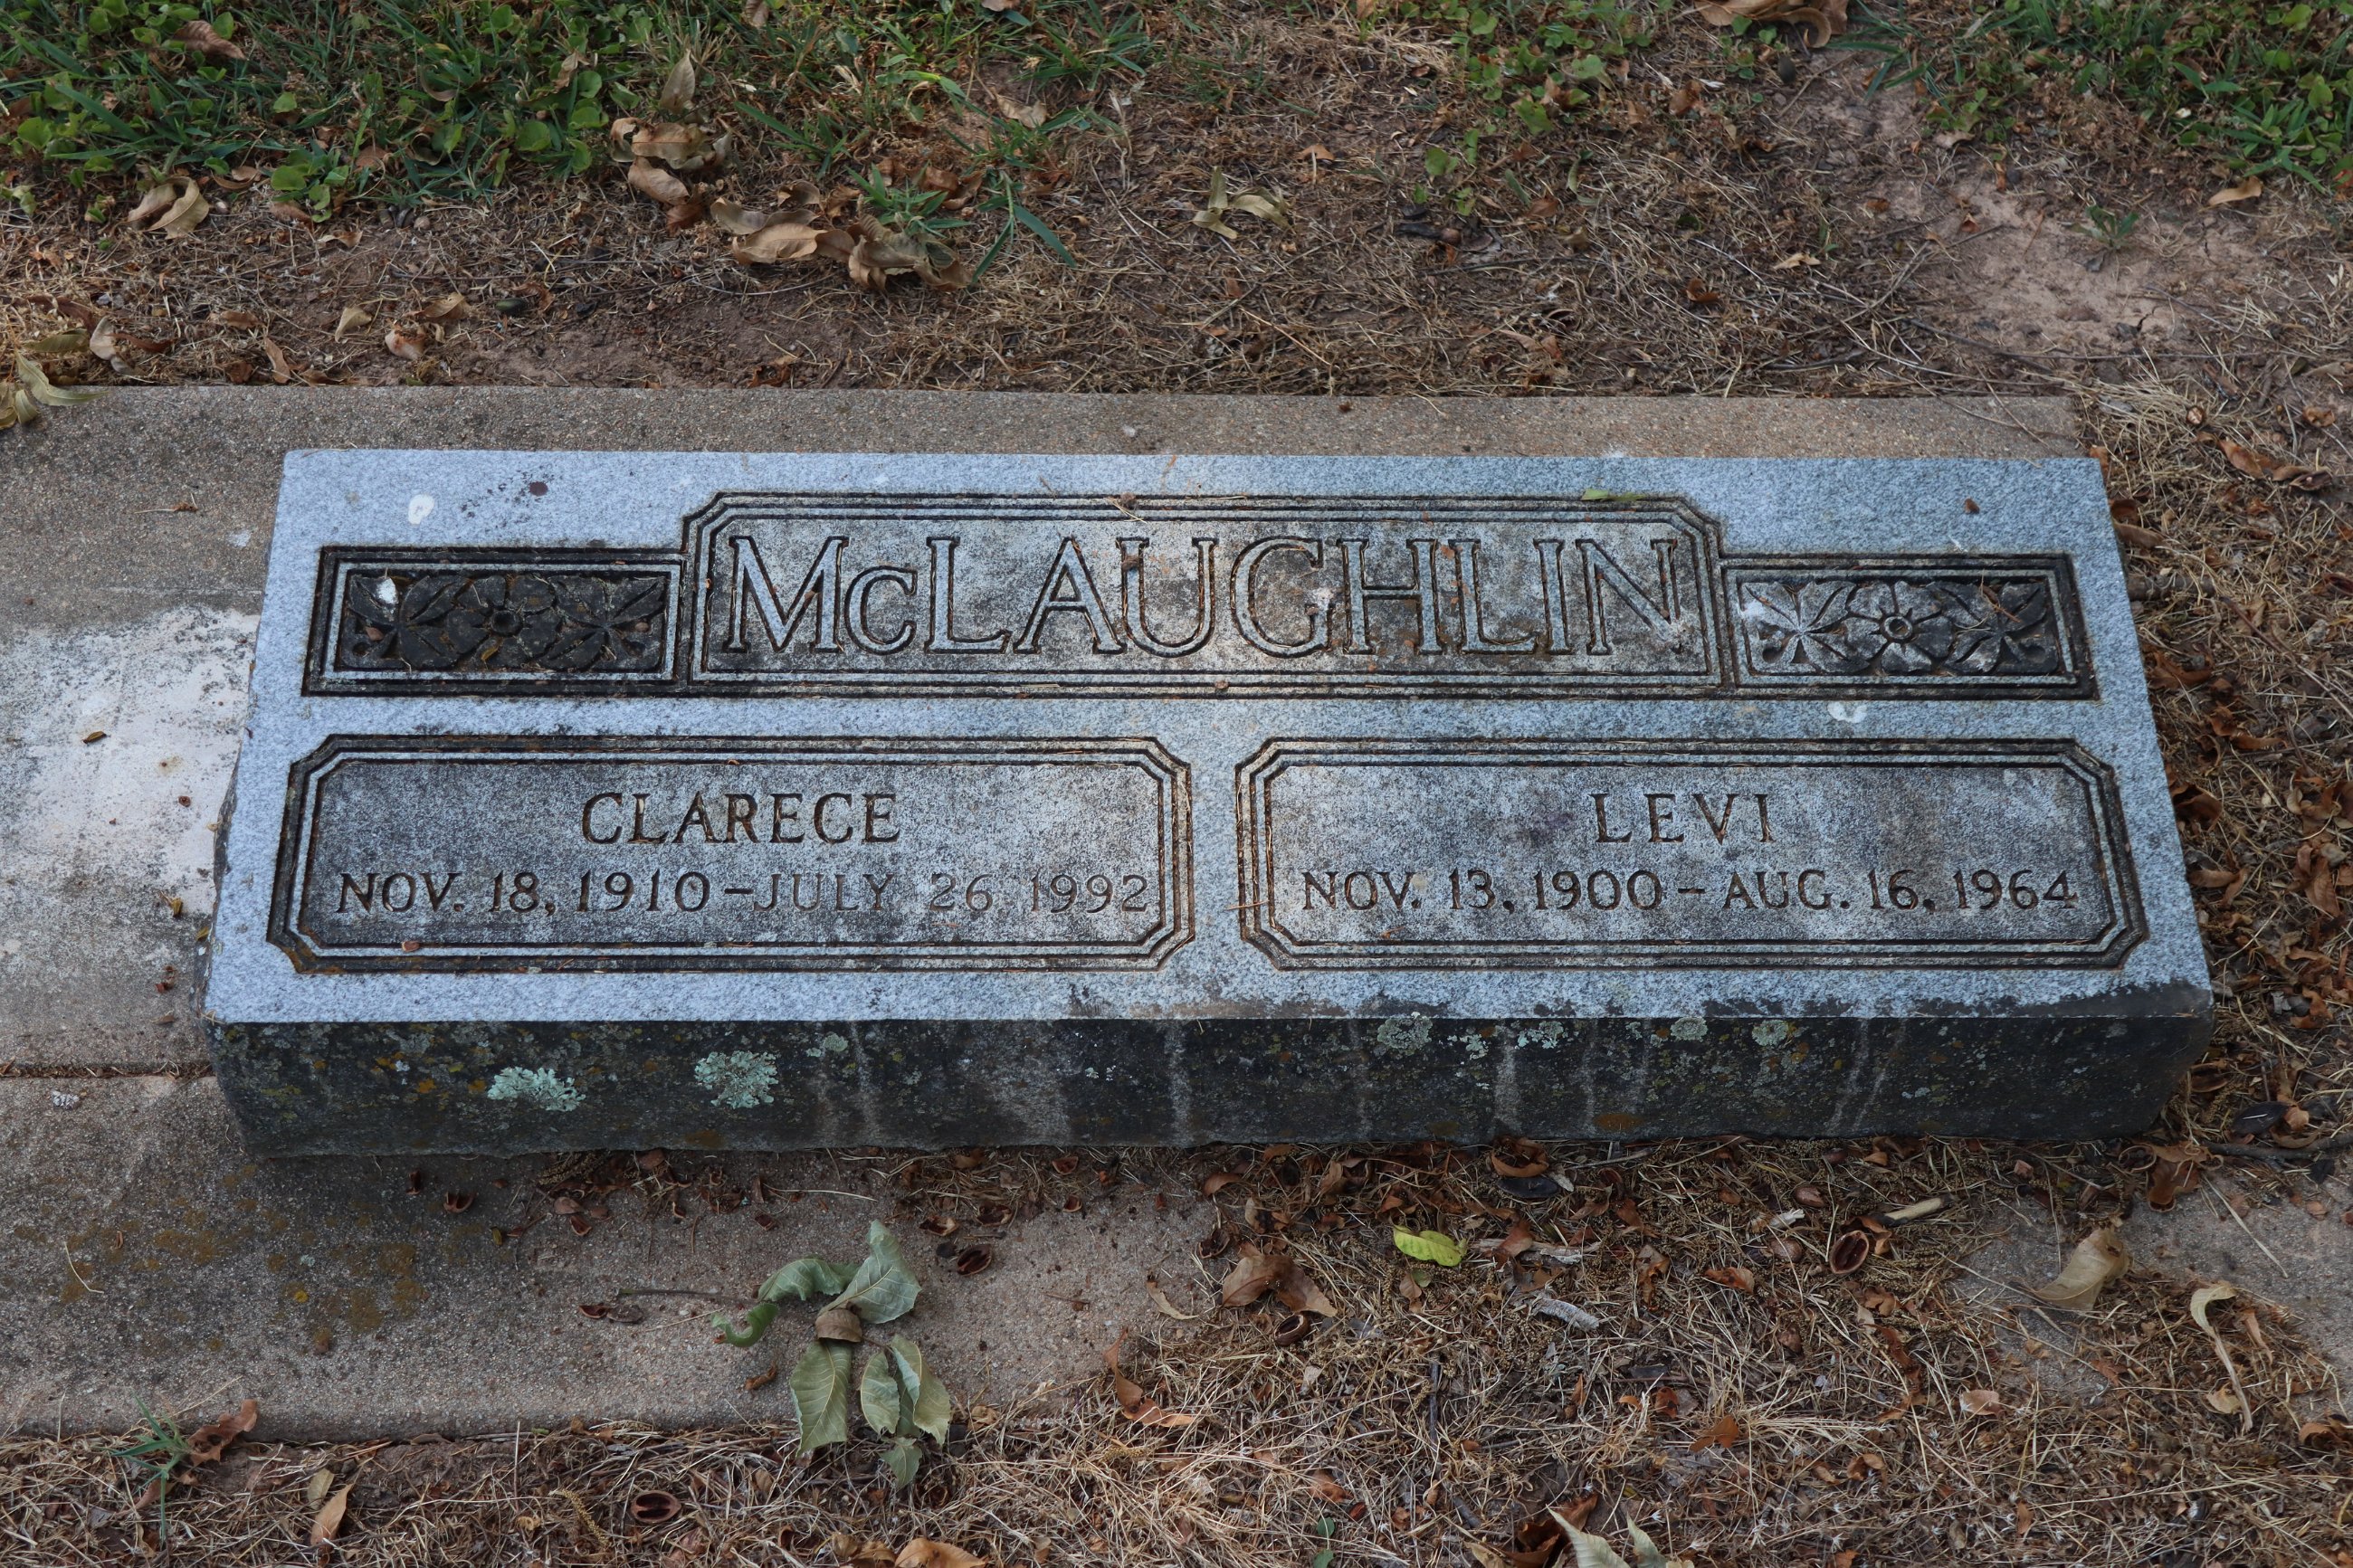 McLAUGHLIN
CLARECE
NOV. 18, 1910 - JULY 26 1992
LEVI
NOV. 13, 1900 - AUG. 16, 1964